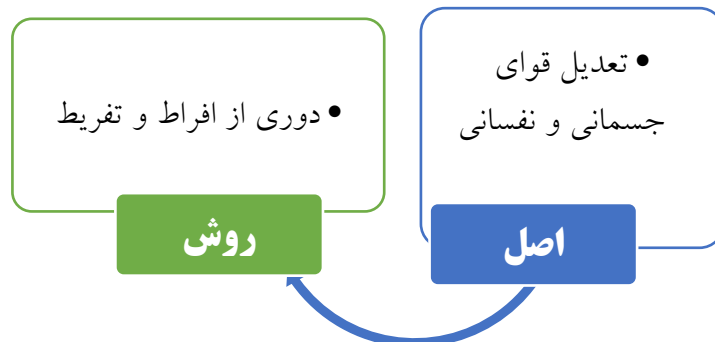 • تعدیل قوای
جسمانی و نفسانی
اصل
• دوری از افراط و تفریط
روش